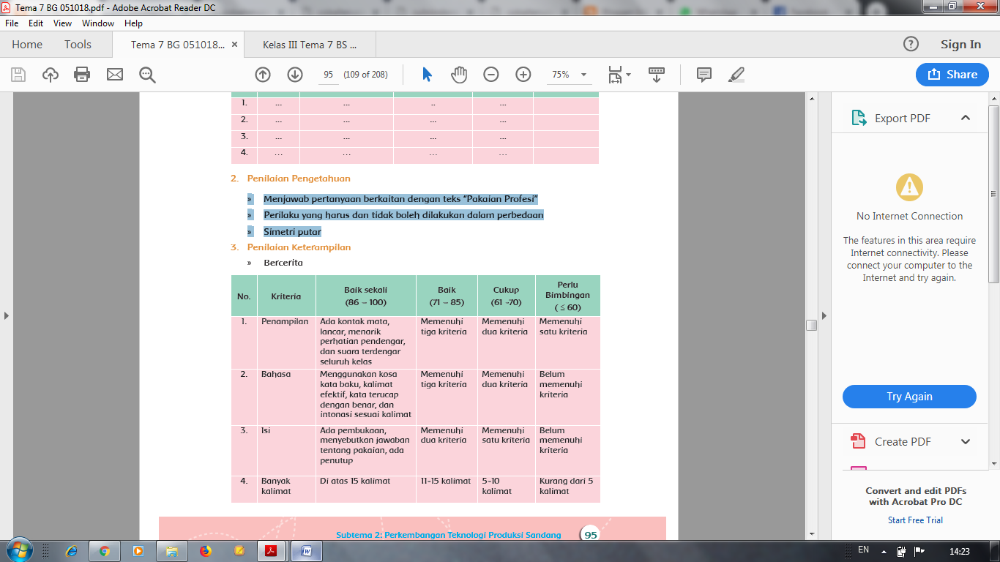 Tema 7 BG 051018.pdf - Adobe Acrobat Reader DC
File Edit View Window Help
Home Tools Tema 7 BG 051018... × Kelas III Tema 7 BS ... Sign In
95 (109 of 208) 75% Share
1. ... ... .. ...
2. ... ... ... ...
3. ... ... ... ...
4. ... ... ... ...
2. Penilaian Pengetahuan
» Menjawab pertanyaan berkaitan dengan teks “Pakaian Profesi”
» Perilaku yang harus dan tidak boleh dilakukan dalam perbedaan
» Simetri putar
3. Penilaian Keterampilan
» Bercerita
No. Kriteria Baik sekali (86 – 100) Baik (71 – 85) Cukup (61 -70) Perlu Bimbingan ( ≤ 60)
1. Penampilan Ada kontak mata, Memenuhi Memenuhi Memenuhi
lancar, menarik tiga kriteria dua kriteria satu kriteria
perhatian pendengar,
dan suara terdengar
seluruh kelas
2. Bahasa Menggunakan kosa Memenuhi Memenuhi Belum
kata baku, kalimat tiga kriteria dua kriteria memenuhi
efektif, kata terucap kriteria
dengan benar, dan
intonasi sesuai kalimat
3. Isi Ada pembukaan, Memenuhi Memenuhi Belum
menyebutkan jawaban dua kriteria satu kriteria memenuhi
tentang pakaian, ada kriteria
penutup
4. Banyak Di atas 15 kalimat 11-15 kalimat 5-10 Kurang dari 5
kalimat kalimat kalimat
Subtema 2: Perkembangan Teknologi Produksi Sandang 95
Export PDF
No Internet Connection
The features in this area require
Internet connectivity. Please
connect your computer to the
Internet and try again.
Try Again
Create PDF
Convert and edit PDFs
with Acrobat Pro DC
Start Free Trial
EN 14:23